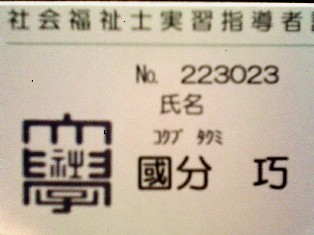 社会福祉士実習指導者
No. 223023
氏名
コクブ タクミ
國分 巧
社